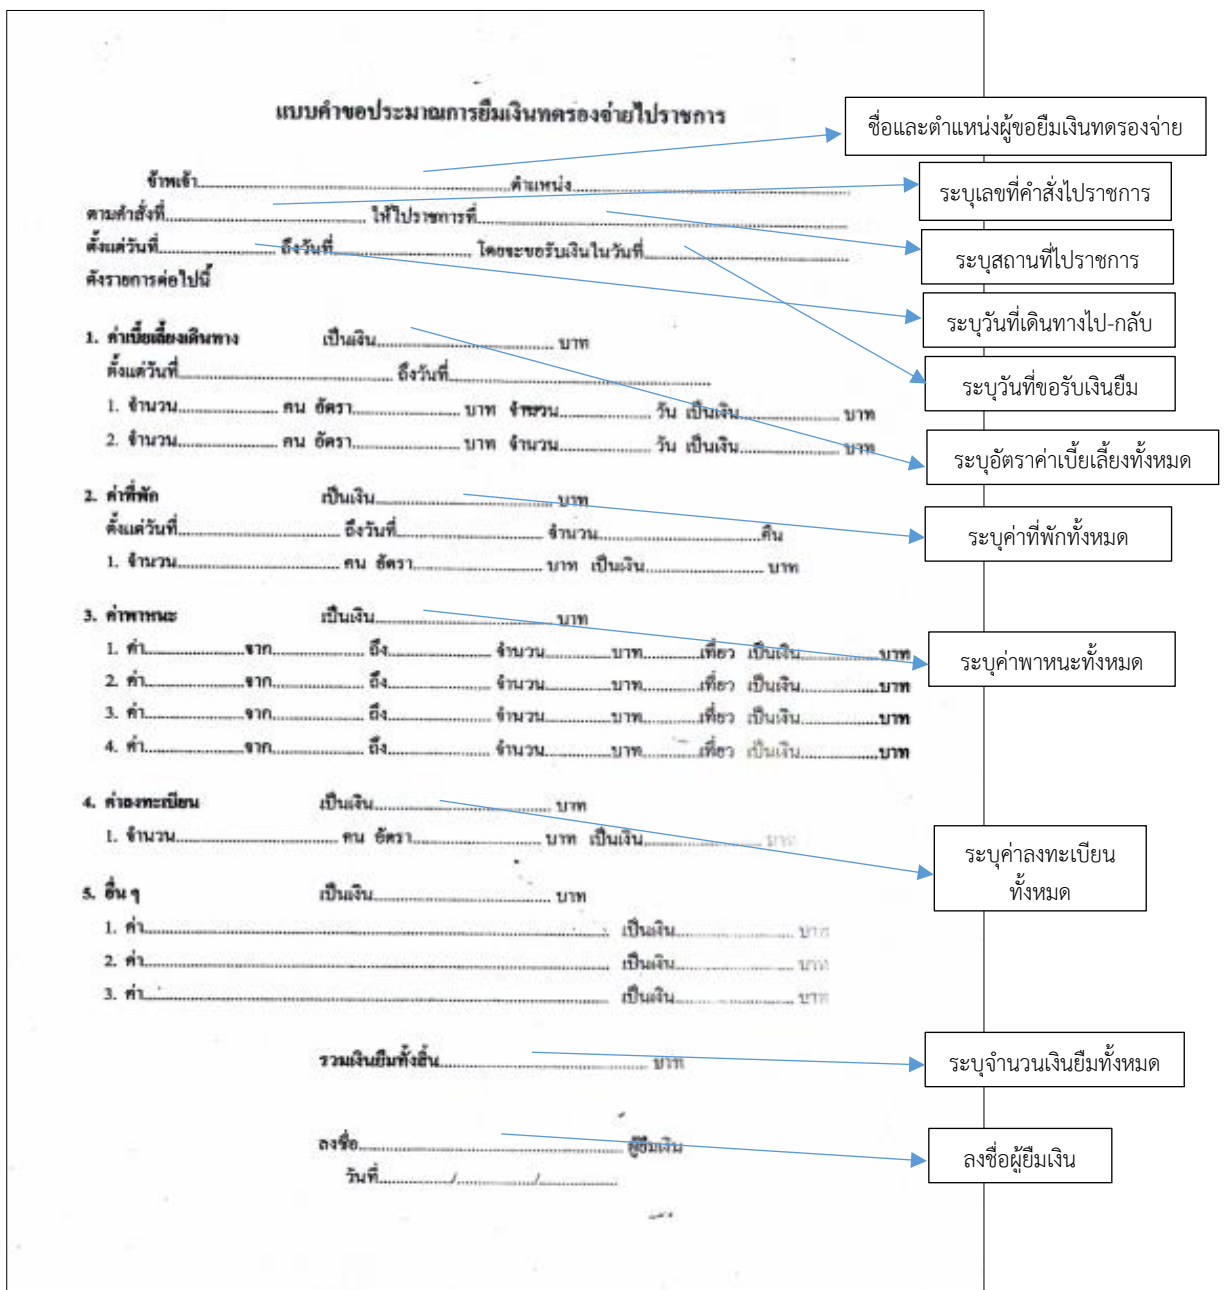 แบบคำขอประมาณการยืมเงินทดรองจ่ายไปราชการ
ชื่อและตำแหน่งผู้ขอยืมเงินทดรองจ่าย
ข้าพเจ้า................ตำแหน่ง................
ระบุเลขที่คำสั่งไปราชการ
ตามคำสั่งที่................ ให้ไปราชการที่................
ระบุสถานที่ไปราชการ
ตั้งแต่วันที่................ ถึงวันที่................ โดยจะขอรับเงินในวันที่................
ดังรายการต่อไปนี้
ระบุวันที่เดินทางไป-กลับ
1. ค่าเบี้ยเลี้ยงเดินทาง เป็นเงิน................ บาท
ตั้งแต่วันที่................ ถึงวันที่................
ระบุวันที่ขอรับเงินยืม
1. จำนวน................ คน อัตรา................ บาท จำนวน................ วัน เป็นเงิน................ บาท
2. จำนวน................ คน อัตรา................ บาท จำนวน................ วัน เป็นเงิน................ บาท
ระบุอัตราค่าเบี้ยเลี้ยงทั้งหมด
2. ค่าที่พัก เป็นเงิน................ บาท
ตั้งแต่วันที่................ ถึงวันที่................ จำนวน................คืน
ระบุค่าที่พักทั้งหมด
1. จำนวน................ คน อัตรา................ บาท เป็นเงิน................ บาท
3. ค่าพาหนะ เป็นเงิน................ บาท
1. ค่า................จาก................ ถึง................ จำนวน............บาท............เที่ยว เป็นเงิน................บาท
ระบุค่าพาหนะทั้งหมด
2. ค่า................จาก................ ถึง................ จำนวน............บาท............เที่ยว เป็นเงิน................บาท
3. ค่า................จาก................ ถึง................ จำนวน............บาท............เที่ยว เป็นเงิน................บาท
4. ค่า................จาก................ ถึง................ จำนวน............บาท............เที่ยว เป็นเงิน................บาท
4. ค่าลงทะเบียน เป็นเงิน................ บาท
1. จำนวน................ คน อัตรา................ บาท เป็นเงิน................ บาท
ระบุค่าลงทะเบียน
ทั้งหมด
5. อื่น ๆ เป็นเงิน................ บาท
1. ค่า................ เป็นเงิน................ บาท
2. ค่า................ เป็นเงิน................ บาท
3. ค่า................ เป็นเงิน................ บาท
รวมเงินยืมทั้งสิ้น................ บาท
ระบุจำนวนเงินยืมทั้งหมด
ลงชื่อ................ ผู้ยืมเงิน
ลงชื่อผู้ยืมเงิน
วันที่............/............/............